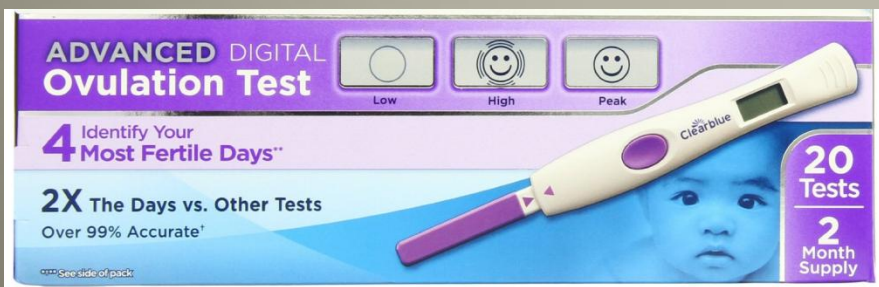 ADVANCED DIGITAL
Ovulation Test
Low
High
Peak
4 Identify Your
Most Fertile Days**
2X The Days vs. Other Tests
Over 99% Accurate†
See side of pack
Clearblue
20
Tests
2
Month
Supply